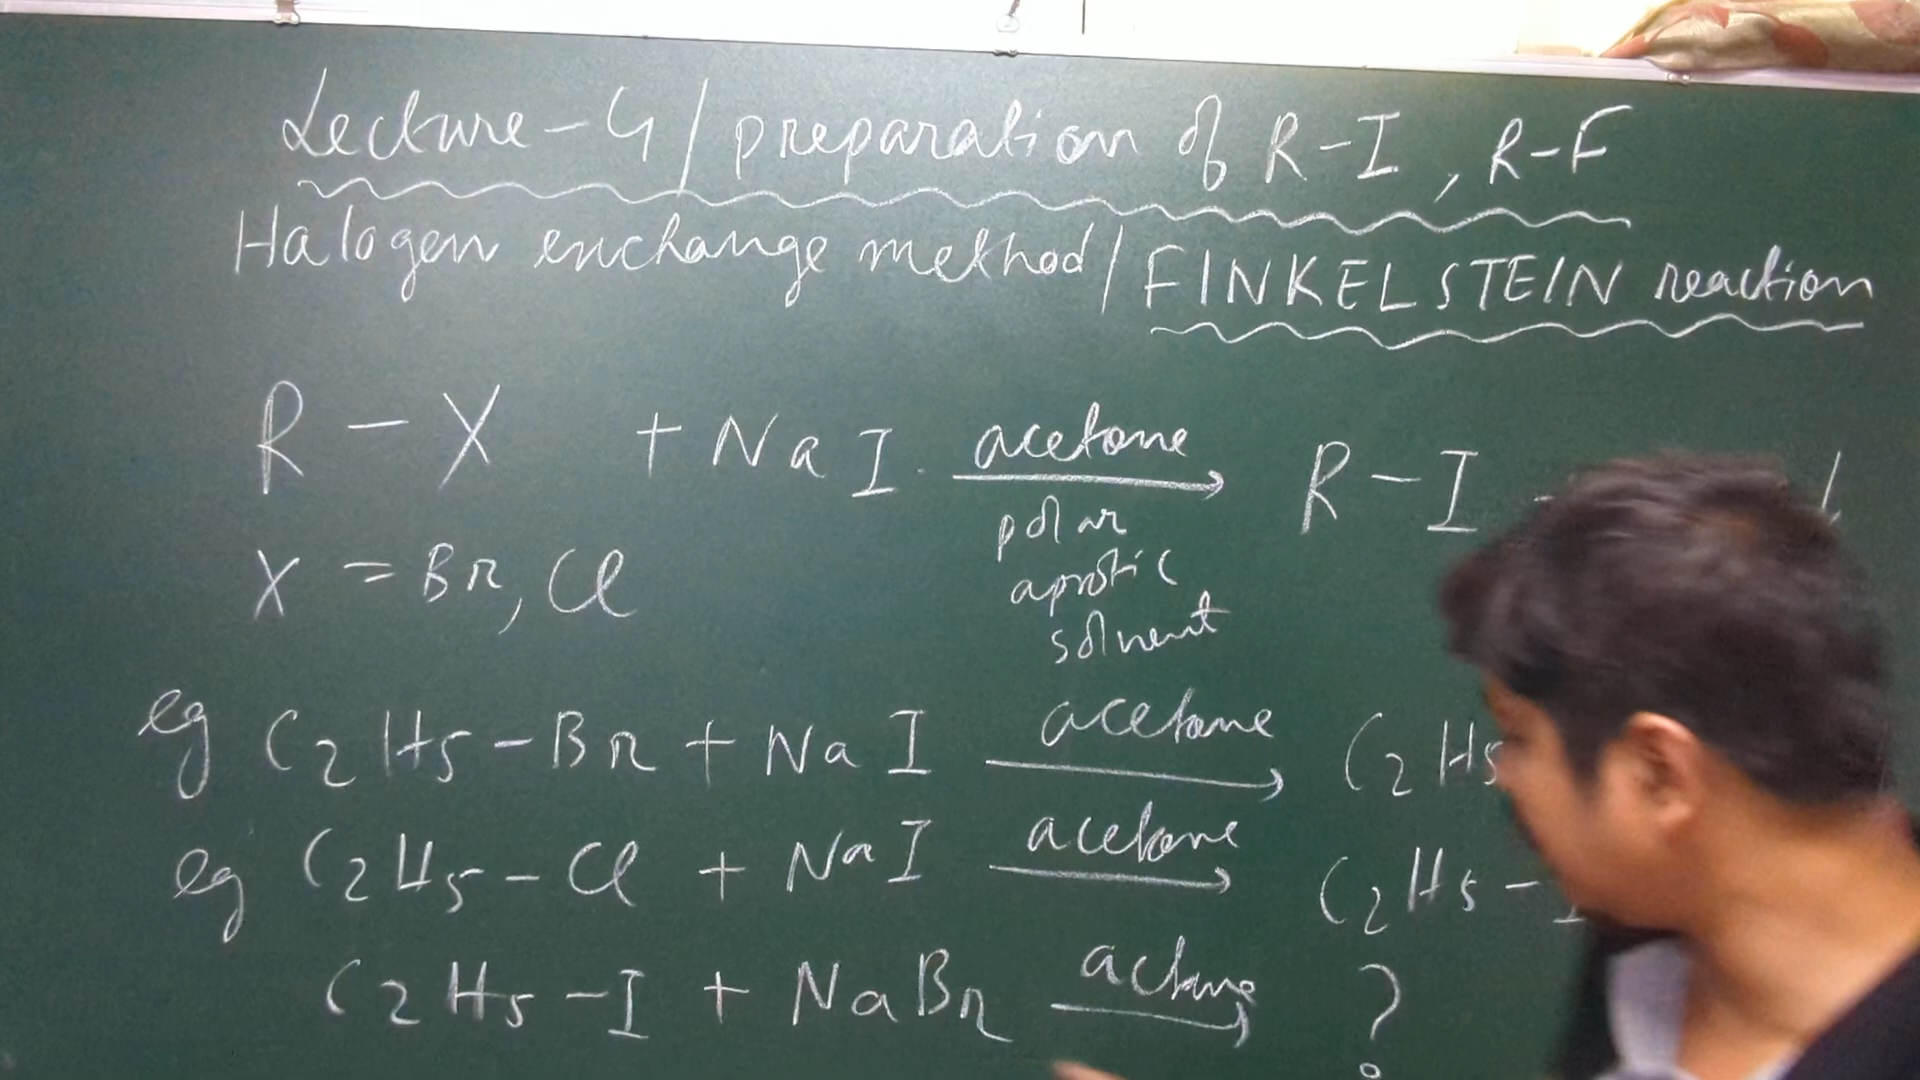 Lecture-4/preparation of R-I, R-F
Halogen exchange method/FINKELSTEIN reaction
R-X + NaI acetone → R-I
polar
aprotic
solvent
X = Br, Cl
eg C2H5-Br + NaI acetone → C2H5
eg C2H5-Cl + NaI acetone → C2H5-I
C2H5-I + NaBr → ?